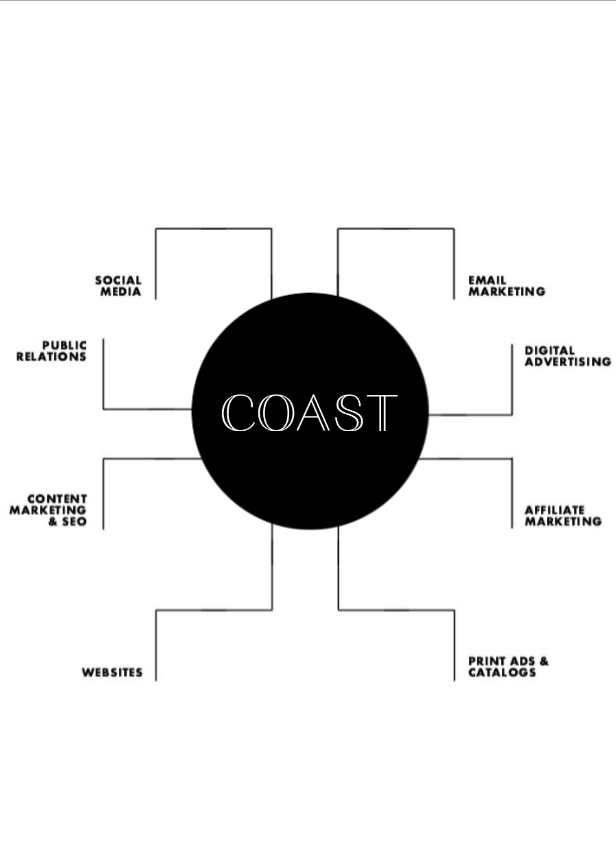 SOCIAL
MEDIA
EMAIL
MARKETING
PUBLIC
RELATIONS
DIGITAL
ADVERTISING
COAST
CONTENT
MARKETING
& SEO
AFFILIATE
MARKETING
WEBSITES
PRINT ADS &
CATALOGS